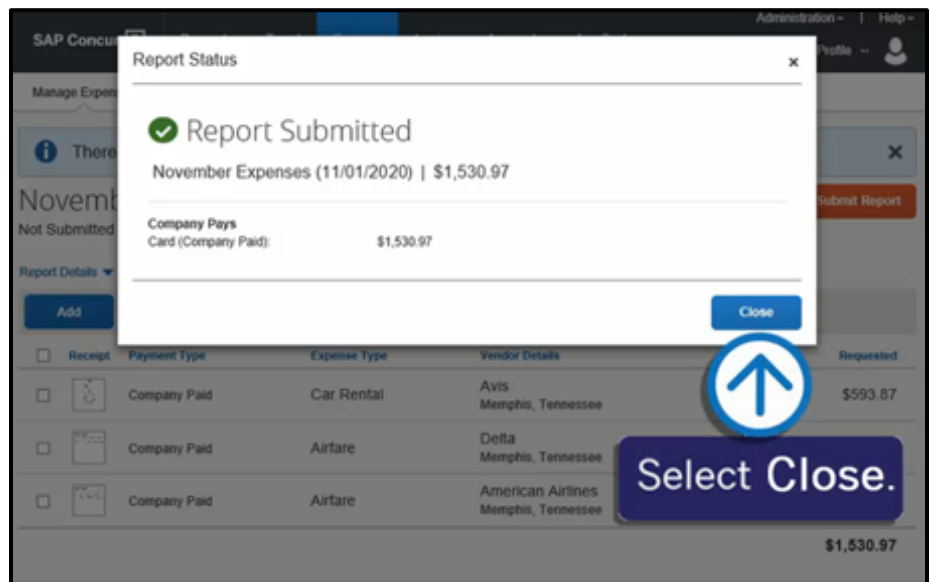 Administration | Help
SAP Concur
Report Status
×
Profile
Manage
Report Submitted
There
November Expenses (11/01/2020) | $1,530.97
×
Submit Report
Not Submitted
Company Pays
Card (Company Paid): $1,530.97
Report Details
Add
Close
Receipt Payment Type Expense Type Vendor Details Requested
Company Paid Car Rental Avis $593.87
Memphis, Tennessee
Company Paid Airfare Delta
Memphis, Tennessee
Select Close.
Company Paid Airfare American Airlines
Memphis, Tennessee
$1,530.97